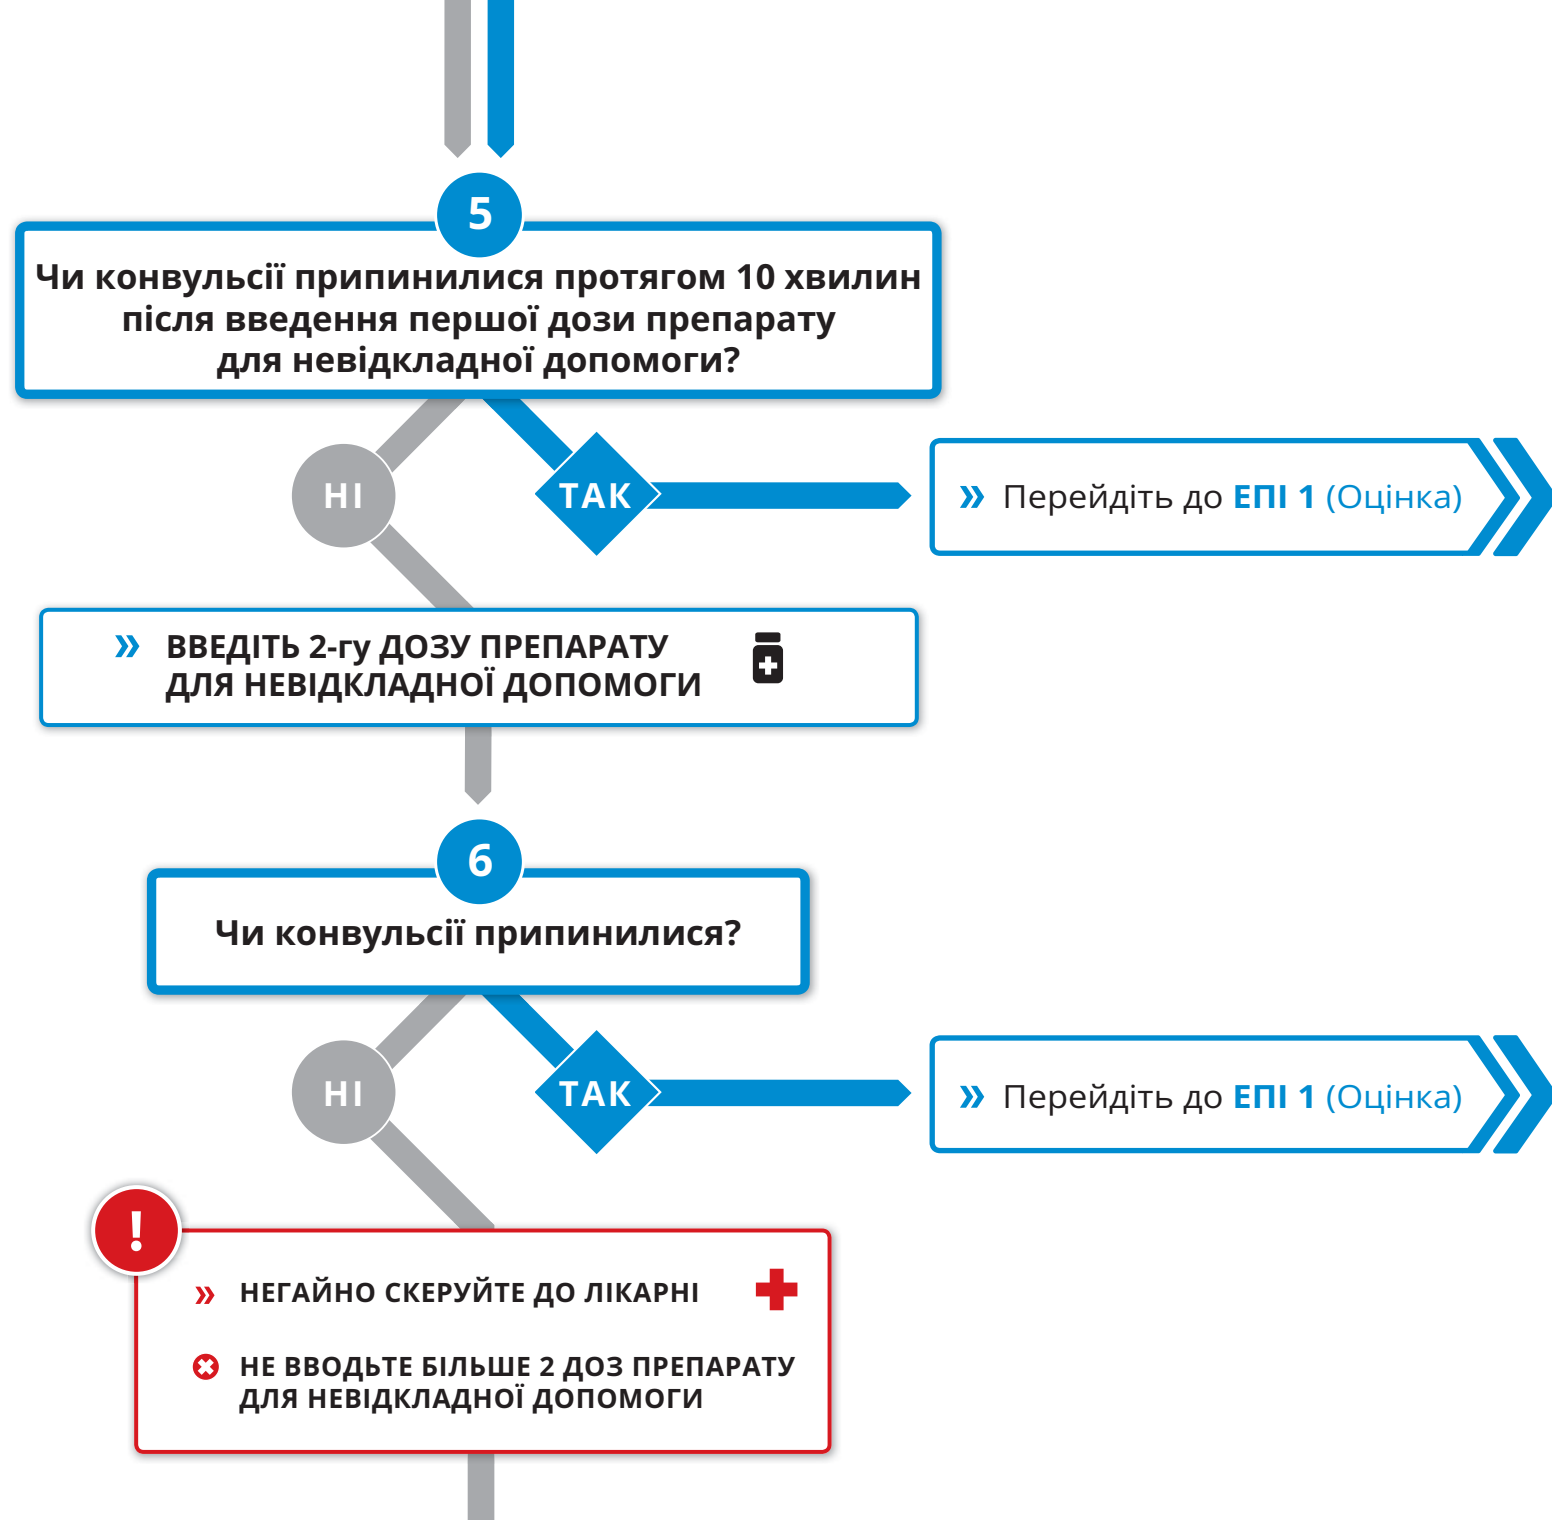 5
Чи конвульсії припинилися протягом 10 хвилин
після введення першої дози препарату
для невідкладної допомоги?
НІ
ТАК
» Перейдіть до ЕПІ 1 (Оцінка)
» ВВЕДІТЬ 2-гу ДОЗУ ПРЕПАРАТУ
ДЛЯ НЕВІДКЛАДНОЇ ДОПОМОГИ
6
Чи конвульсії припинилися?
НІ
ТАК
» Перейдіть до ЕПІ 1 (Оцінка)
!
» НЕГАЙНО СКЕРУЙТЕ ДО ЛІКАРНІ
НЕ ВВОДЬТЕ БІЛЬШЕ 2 ДОЗ ПРЕПАРАТУ
ДЛЯ НЕВІДКЛАДНОЇ ДОПОМОГИ